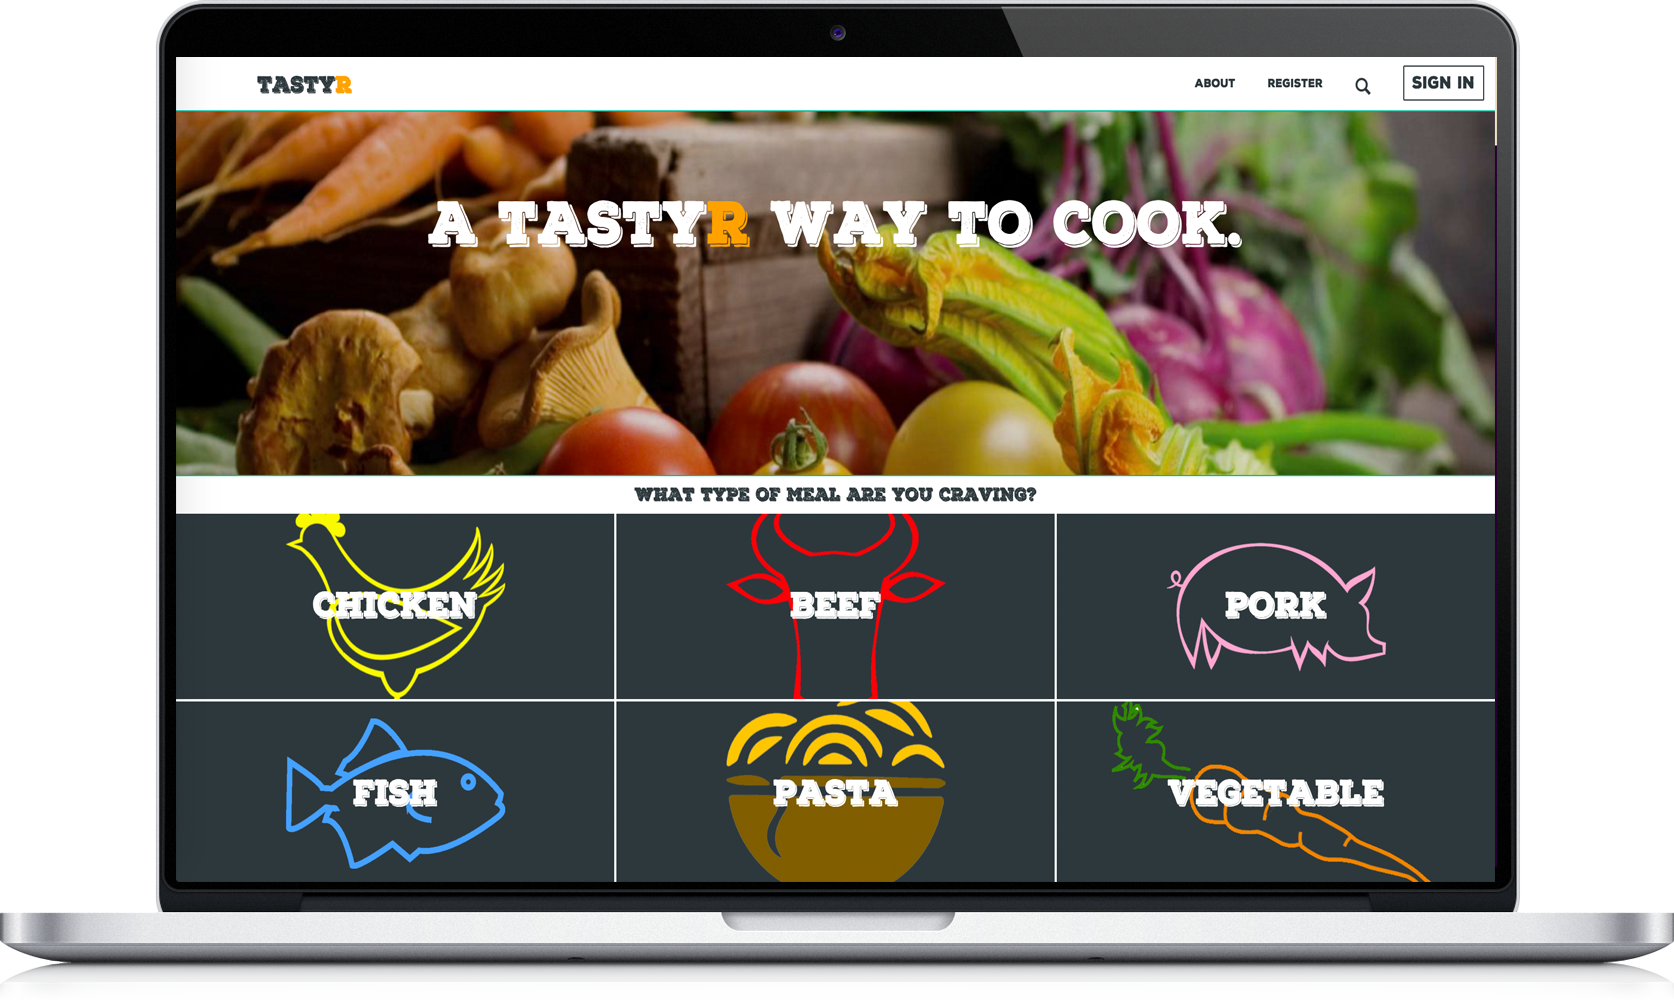 TASTYR
ABOUT REGISTER SIGN IN
A TASTYR WAY TO COOK.
WHAT TYPE OF MEAL ARE YOU CRAVING?
CHICKEN BEEF PORK
FISH PASTA VEGETABLE